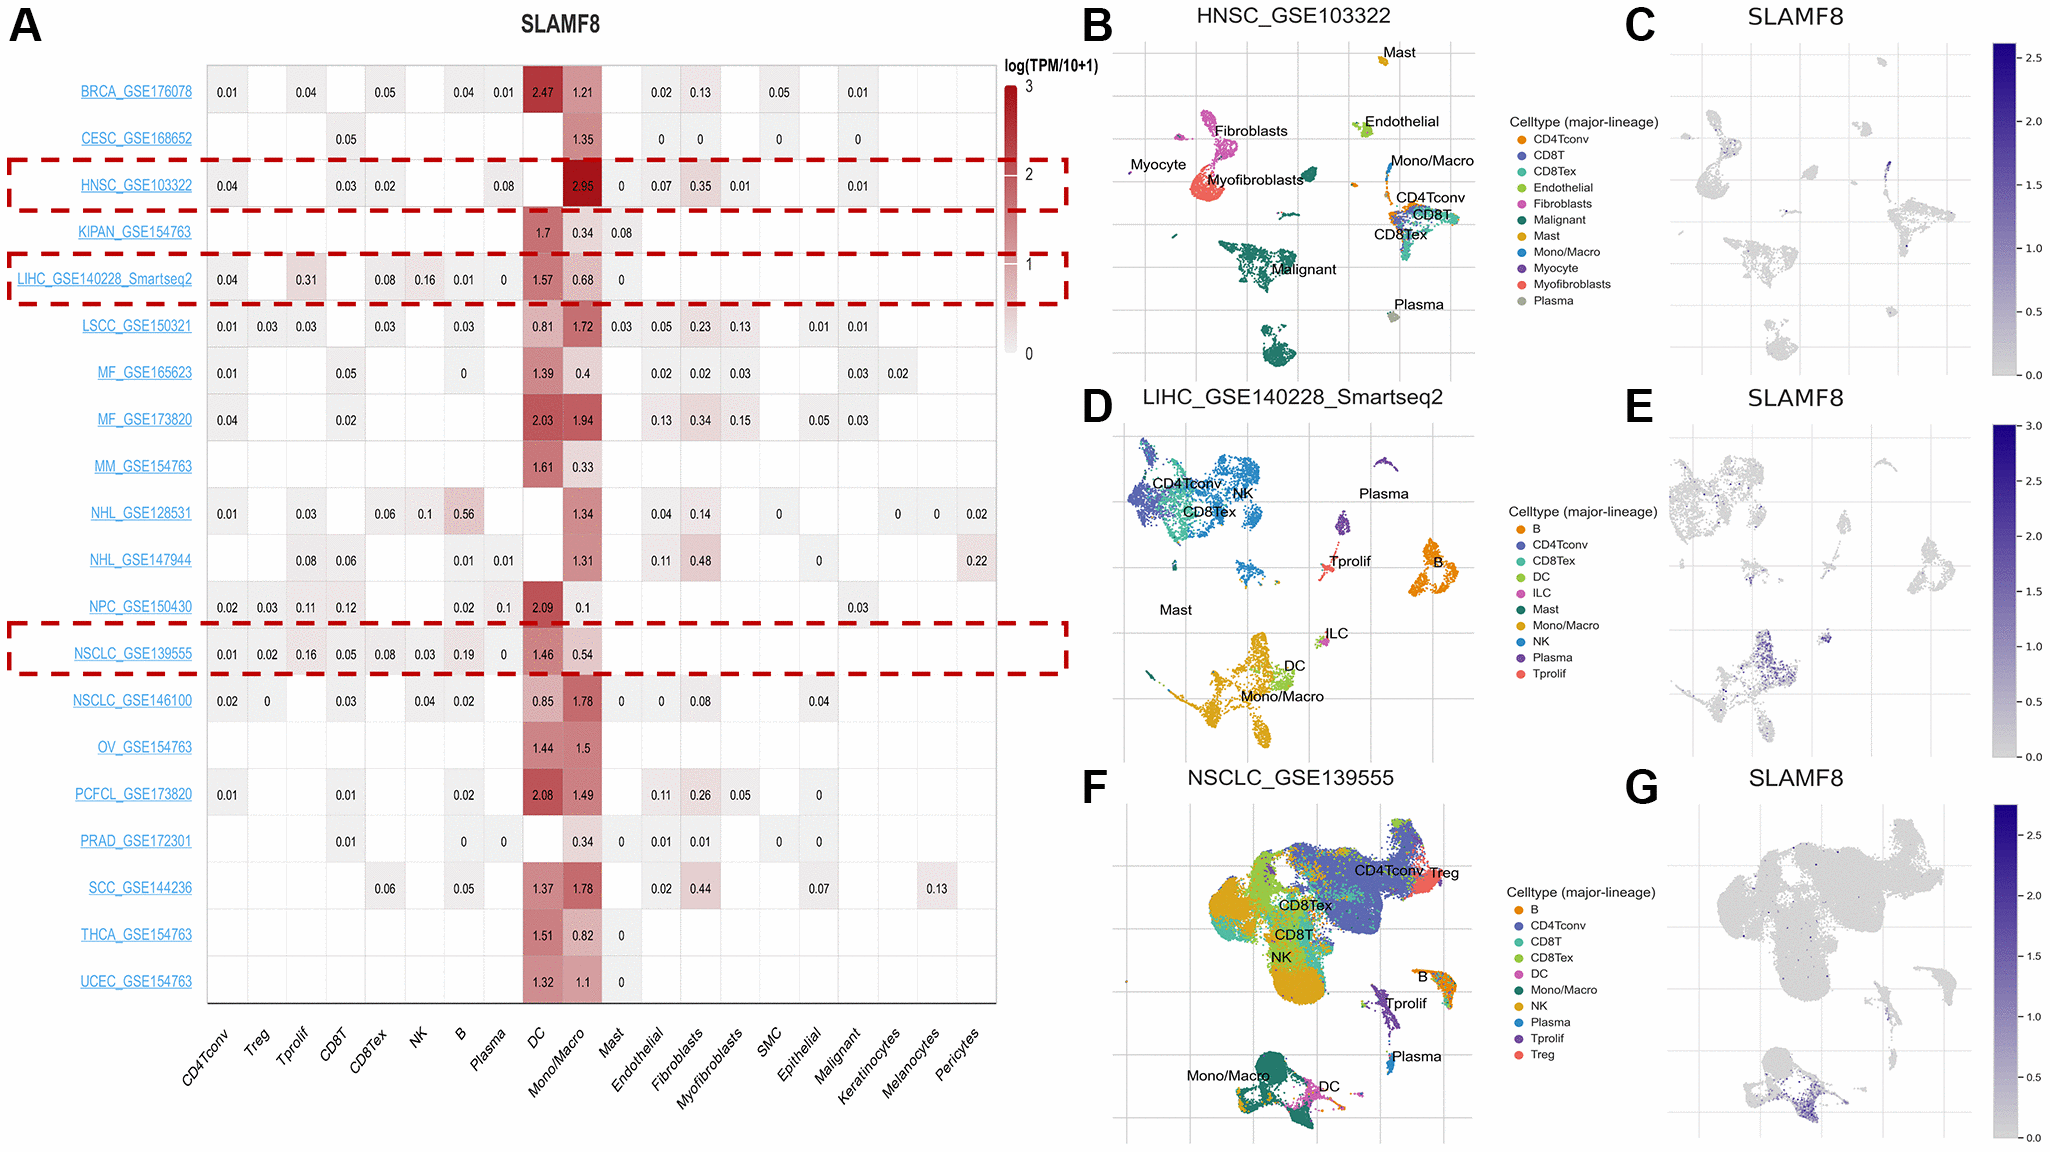 A
SLAMF8
log(TPM/10+1)
3
2
1
0
BRCA_GSE176078 0.01 0.04 0.05 0.04 0.01 2.47 1.21 0.02 0.13 0.05 0.01
CESC_GSE168652 0.05 1.35 0 0 0 0
HNSC_GSE103322 0.04 0.03 0.02 0.08 2.95 0 0.07 0.35 0.01 0.01
KIPAN_GSE154763 1.7 0.34 0.08
LIHC_GSE140228_Smartseq2 0.04 0.31 0.08 0.16 0.01 0 1.57 0.68 0
LSCC_GSE150321 0.01 0.03 0.03 0.03 0.03 0.81 1.72 0.03 0.05 0.23 0.13 0.01 0.01
MF_GSE165623 0.01 0.05 0 1.39 0.4 0.02 0.02 0.03 0.03 0.02
MF_GSE173820 0.04 0.02 2.03 1.94 0.13 0.34 0.15 0.05 0.03
MM_GSE154763 1.61 0.33
NHL_GSE128531 0.01 0.03 0.06 0.1 0.56 1.34 0.04 0.14 0 0 0 0.02
NHL_GSE147944 0.08 0.06 0.01 0.01 1.31 0.11 0.48 0 0.22
NPC_GSE150430 0.02 0.03 0.11 0.12 0.02 0.1 2.09 0.1 0.03
NSCLC_GSE139555 0.01 0.02 0.16 0.05 0.08 0.03 0.19 0 1.46 0.54
NSCLC_GSE146100 0.02 0 0.03 0.04 0.02 0.85 1.78 0 0 0.08 0.04
OV_GSE154763 1.44 1.5
PCFCL_GSE173820 0.01 0.01 0.02 2.08 1.49 0.11 0.26 0.05 0
PRAD_GSE172301 0.01 0 0 0.34 0 0.01 0.01 0 0
SCC_GSE144236 0.06 0.05 1.37 1.78 0.02 0.44 0.07 0.13
THCA_GSE154763 1.51 0.82 0
UCEC_GSE154763 1.32 1.1 0
CD4Tconv Treg Tprolif CD8T CD8Tex NK B Plasma DC Mono/Macro Mast Endothelial Fibroblasts Myofibroblasts SMC Epithelial Malignant Keratinocytes Melanocytes Pericytes
B
HNSC_GSE103322
Mast
Fibroblasts
Endothelial
Myocyte
Mono/Macro
Myofibroblasts
CD4Tconv
CD8T
CD8Tex
Malignant
Plasma
Celltype (major-lineage)
CD4Tconv
CD8T
CD8Tex
Endothelial
Fibroblasts
Malignant
Mast
Mono/Macro
Myocyte
Myofibroblasts
Plasma
C
SLAMF8
2.5
2.0
1.5
1.0
0.5
0.0
D
LIHC_GSE140228_Smartseq2
CD4Tconv
NK
Plasma
CD8Tex
Tprolif
B
Mast
ILC
DC
Mono/Macro
Celltype (major-lineage)
B
CD4Tconv
CD8Tex
DC
ILC
Mast
Mono/Macro
NK
Plasma
Tprolif
E
SLAMF8
3.0
2.5
2.0
1.5
1.0
0.5
0.0
F
NSCLC_GSE139555
CD4Tconv
Treg
CD8Tex
CD8T
NK
B
Tprolif
Plasma
Mono/Macro
DC
Celltype (major-lineage)
B
CD4Tconv
CD8T
CD8Tex
DC
Mono/Macro
NK
Plasma
Tprolif
Treg
G
SLAMF8
2.5
2.0
1.5
1.0
0.5
0.0